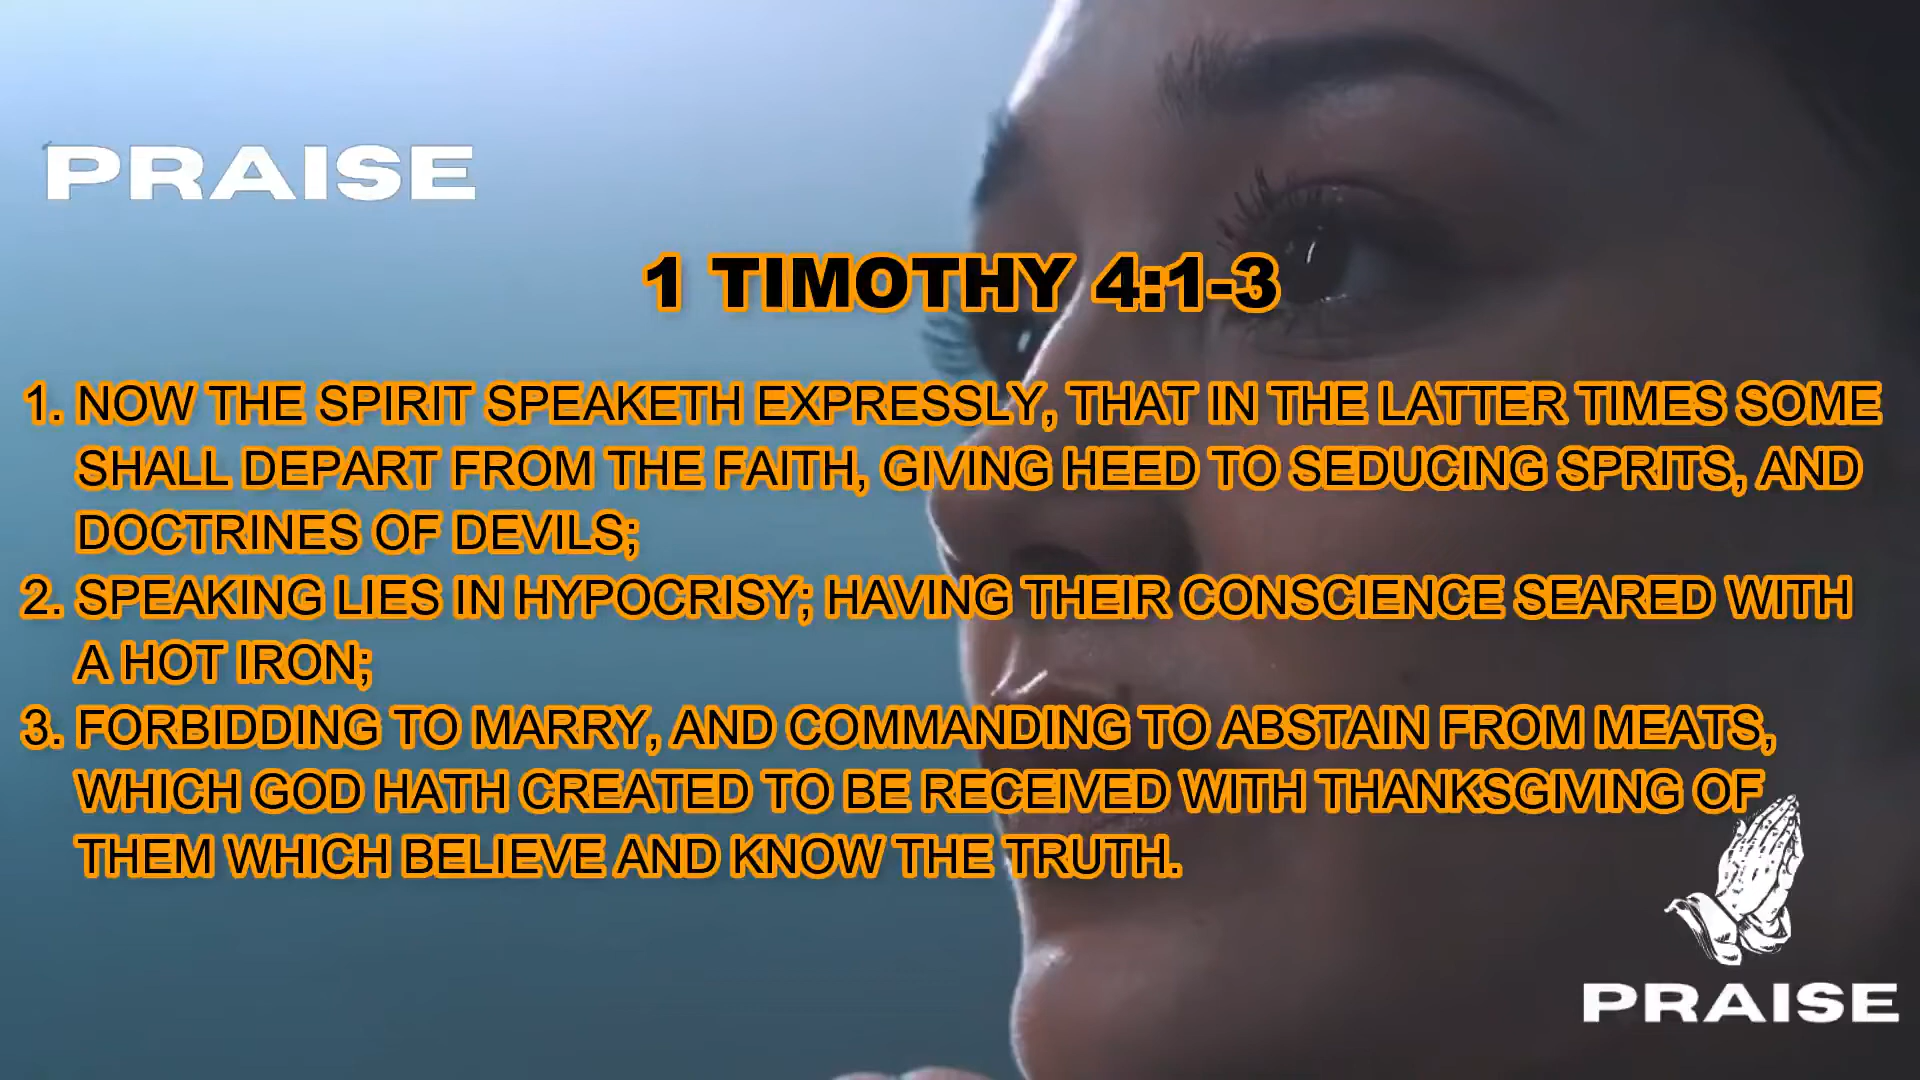 PRAISE
1 TIMOTHY 4:1-3
1. NOW THE SPIRIT SPEAKETH EXPRESSLY, THAT IN THE LATTER TIMES SOME
SHALL DEPART FROM THE FAITH, GIVING HEED TO SEDUCING SPRITS, AND
DOCTRINES OF DEVILS;
2. SPEAKING LIES IN HYPOCRISY; HAVING THEIR CONSCIENCE SEARED WITH
A HOT IRON;
3. FORBIDDING TO MARRY, AND COMMANDING TO ABSTAIN FROM MEATS,
WHICH GOD HATH CREATED TO BE RECEIVED WITH THANKSGIVING OF
THEM WHICH BELIEVE AND KNOW THE TRUTH.
PRAISE